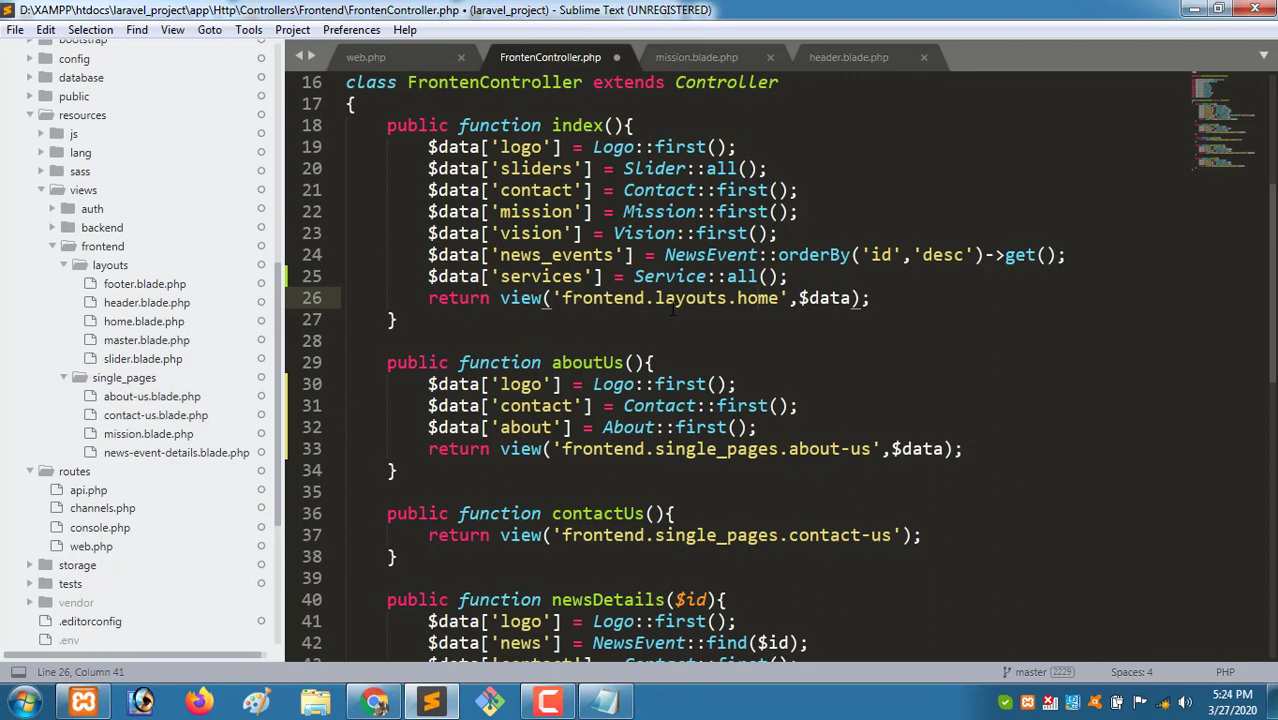 D:\XAMPP\htdocs\laravel_project\app\Http\Controllers\Frontend\FrontenController.php • (laravel_project) - Sublime Text (UNREGISTERED)
File Edit Selection Find View Goto Tools Project Preferences Help
bootstrap
config
database
public
resources
js
lang
sass
views
auth
backend
frontend
layouts
footer.blade.php
header.blade.php
home.blade.php
master.blade.php
slider.blade.php
single_pages
about-us.blade.php
contact-us.blade.php
mission.blade.php
news-event-details.blade.php
routes
api.php
channels.php
console.php
web.php
storage
tests
vendor
.editorconfig
.env
web.php FrontenController.php mission.blade.php header.blade.php
16 class FrontenController extends Controller
17 {
18 public function index(){
19 $data['logo'] = Logo::first();
20 $data['sliders'] = Slider::all();
21 $data['contact'] = Contact::first();
22 $data['mission'] = Mission::first();
23 $data['vision'] = Vision::first();
24 $data['news_events'] = NewsEvent::orderBy('id','desc')->get();
25 $data['services'] = Service::all();
26 return view('frontend.layouts.home',$data);
27 }
28
29 public function aboutUs(){
30 $data['logo'] = Logo::first();
31 $data['contact'] = Contact::first();
32 $data['about'] = About::first();
33 return view('frontend.single_pages.about-us',$data);
34 }
35
36 public function contactUs(){
37 return view('frontend.single_pages.contact-us');
38 }
39
40 public function newsDetails($id){
41 $data['logo'] = Logo::first();
42 $data['news'] = NewsEvent::find($id);
Line 26, Column 41 master 2229 Spaces: 4 PHP
5:24 PM
3/27/2020